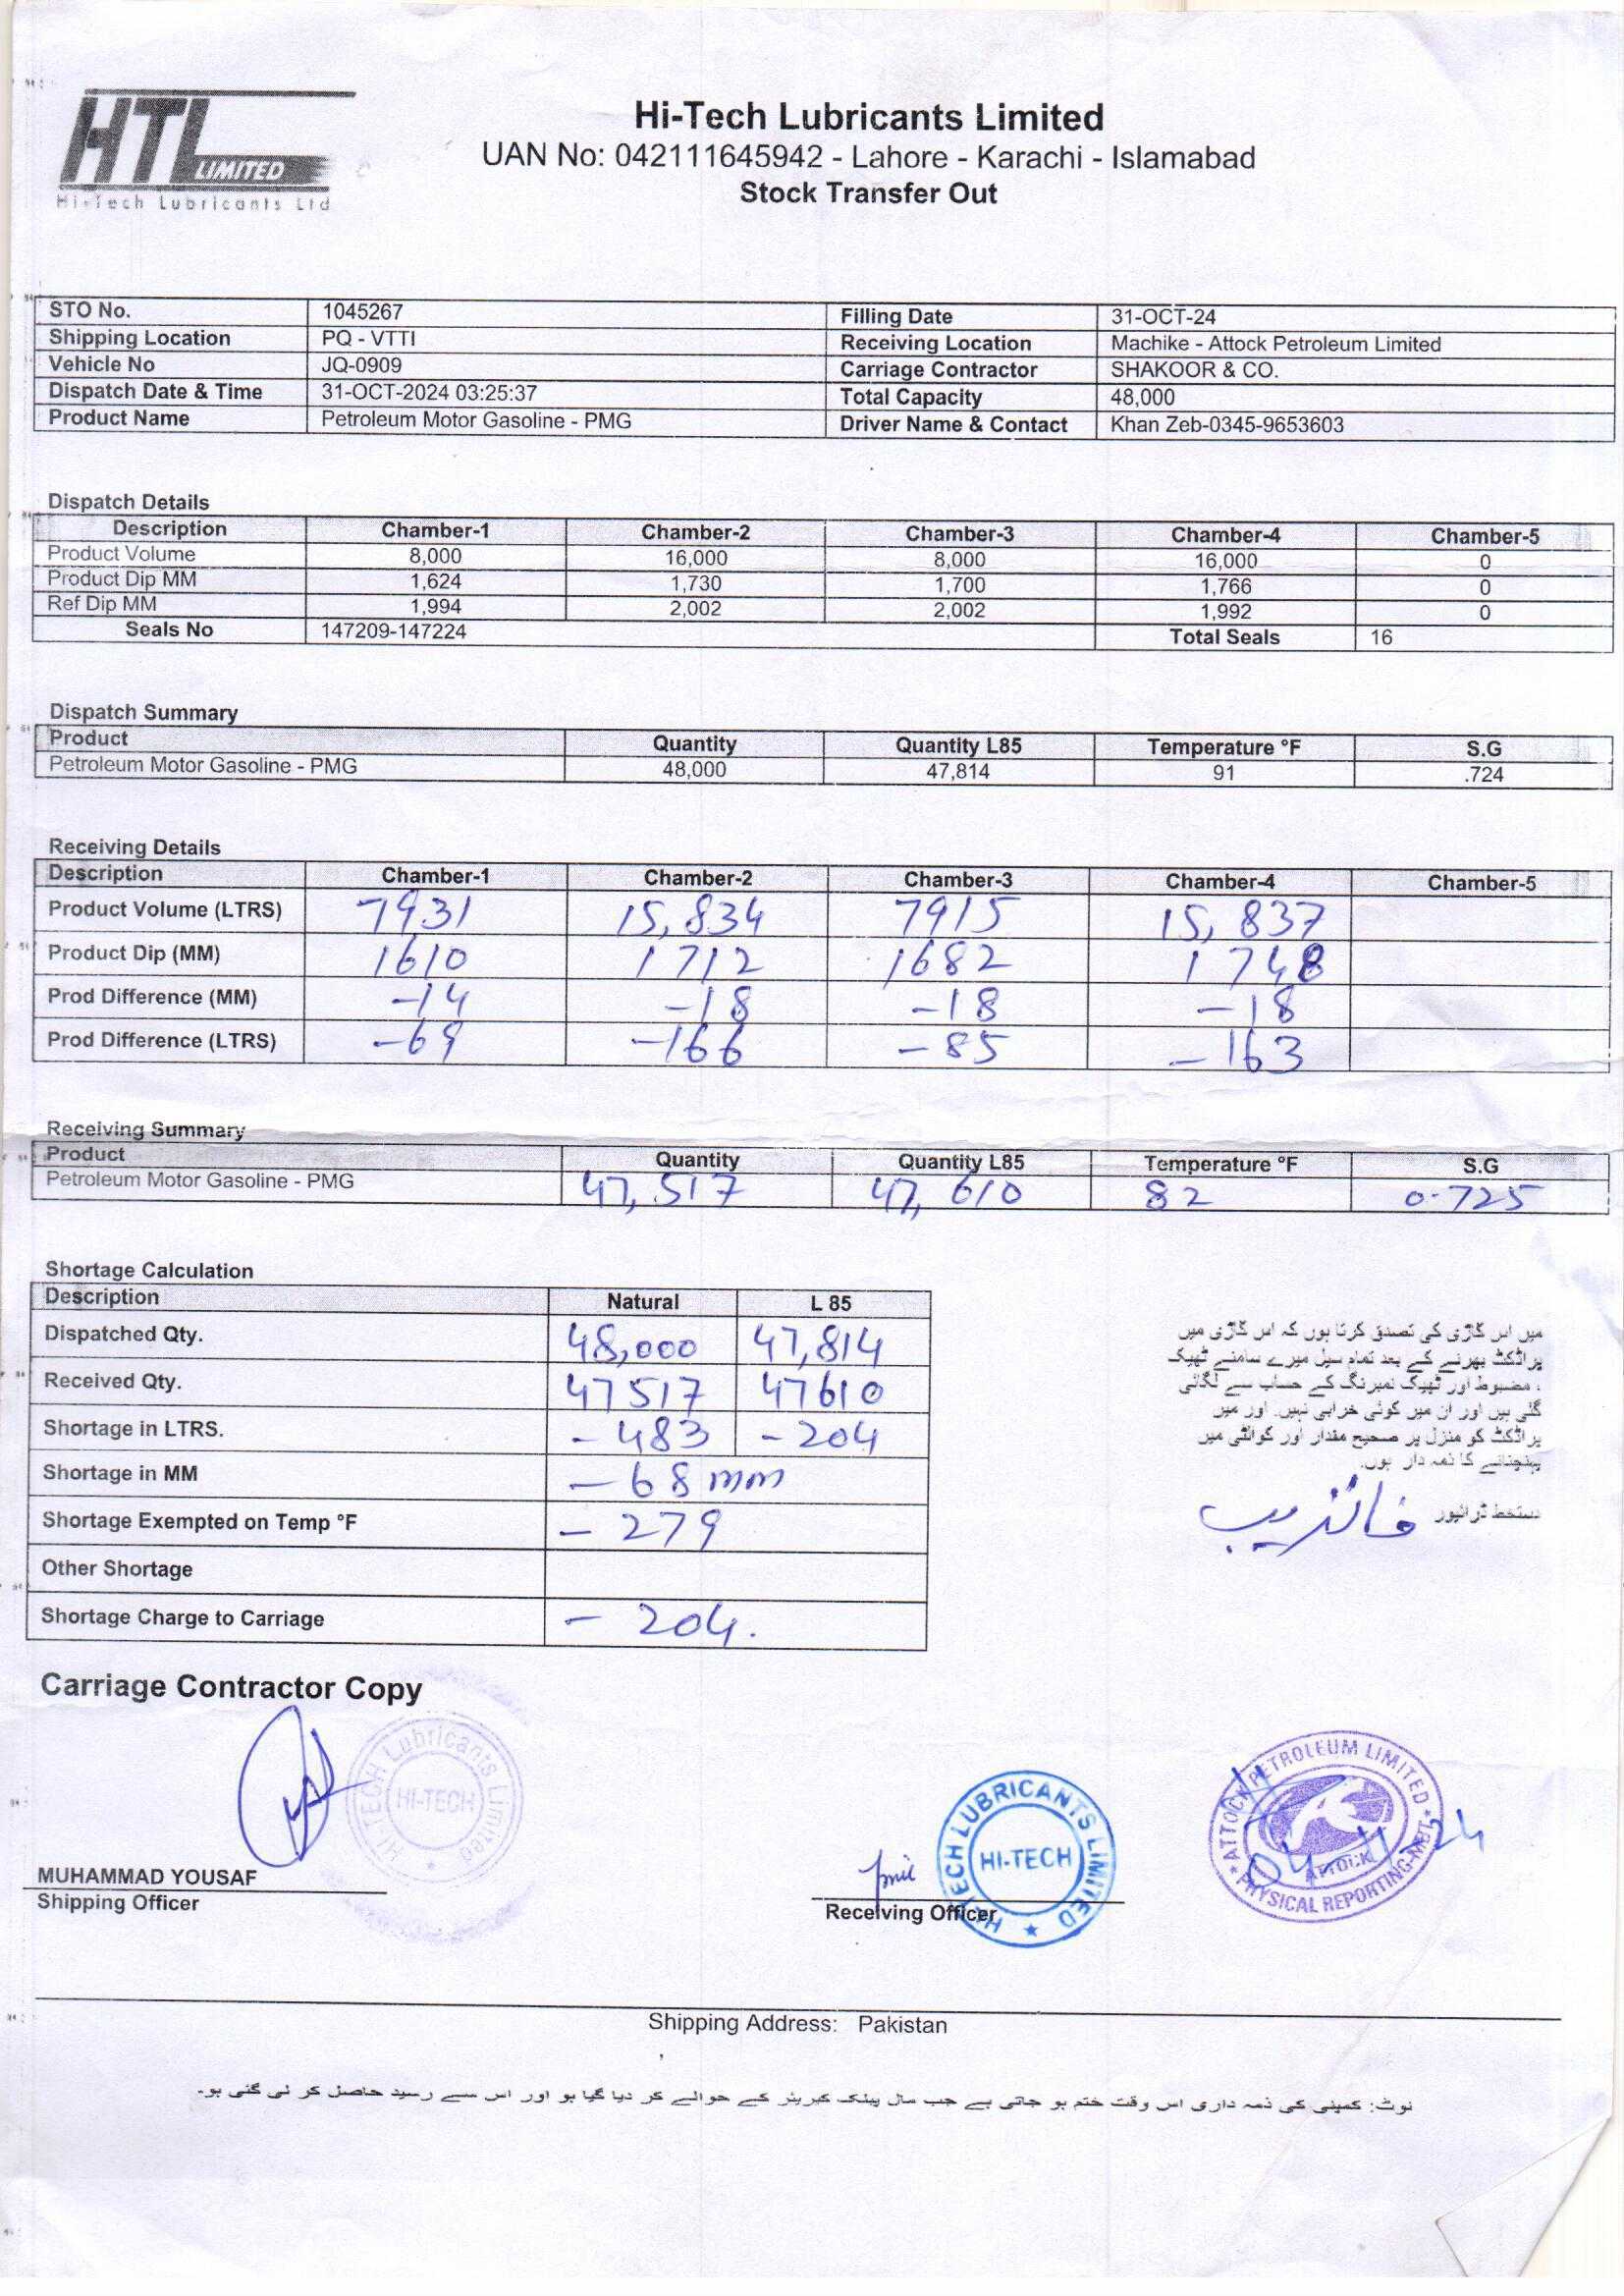 HTL
LIMITED
Hi-Tech Lubricants Ltd
Hi-Tech Lubricants Limited
UAN No: 042111645942 - Lahore - Karachi - Islamabad
Stock Transfer Out
STO No. 1045267 Filling Date 31-OCT-24
Shipping Location PQ - VTTI Receiving Location Machike - Attock Petroleum Limited
Vehicle No JQ-0909 Carriage Contractor SHAKOOR & CO.
Dispatch Date & Time 31-OCT-2024 03:25:37 Total Capacity 48,000
Product Name Petroleum Motor Gasoline - PMG Driver Name & Contact Khan Zeb-0345-9653603
Dispatch Details
Description Chamber-1 Chamber-2 Chamber-3 Chamber-4 Chamber-5
Product Volume 8,000 16,000 8,000 16,000 0
Product Dip MM 1,624 1,730 1,700 1,766 0
Ref Dip MM 1,994 2,002 2,002 1,992 0
Seals No 147209-147224 Total Seals 16
Dispatch Summary
Product Quantity Quantity L85 Temperature °F S.G
Petroleum Motor Gasoline - PMG 48,000 47,814 91 .724
Receiving Details
Description Chamber-1 Chamber-2 Chamber-3 Chamber-4 Chamber-5
Product Volume (LTRS) 7931 15,834 7915 15,837
Product Dip (MM) 1610 1712 1682 1748
Prod Difference (MM) -14 -18 -18 -18
Prod Difference (LTRS) -69 -166 -85 -163
Receiving Summary
Product Quantity Quantity L85 Temperature °F S.G
Petroleum Motor Gasoline - PMG 47,517 47,610 82 0.725
Shortage Calculation
Description Natural L 85
Dispatched Qty. 48,000 47,814
Received Qty. 47517 47610
Shortage in LTRS. -483 -204
Shortage in MM -68mm
Shortage Exempted on Temp °F -279
Other Shortage
Shortage Charge to Carriage -204.
میں اس گاڑی کی تصدق کرتا ہوں کہ اس گاڑی میں
پراڈکٹ بھرنے کے بعد تمام سیل میرے سامنے ٹھیک
، مضبوط اور ٹھیک نمبرنگ کے حساب سے لگائی
گئی ہیں اور ان میں کوئی خرابی نہیں۔ اور میں
پراڈکٹ کو منزل پر صحیح مقدار اور کوالٹی میں
پہنچانے کا ذمہ دار ہوں۔
دستخط ڈرائیور
Carriage Contractor Copy
HI-TECH Lubricants Limited
HI-TECH
MUHAMMAD YOUSAF
Shipping Officer
HI-TECH LUBRICANTS LIMITED
HI-TECH
Receiving Officer
ATTOCK PETROLEUM LIMITED
ATTOCK
PHYSICAL REPORTING-MBT
04-11-24
Shipping Address: Pakistan
نوٹ: کمپنی کی ذمہ داری اس وقت ختم ہو جاتی ہے جب مال ٹینک کیریئر کے حوالے کر دیا گیا ہو اور اس سے رسید حاصل کر لی گئی ہو۔